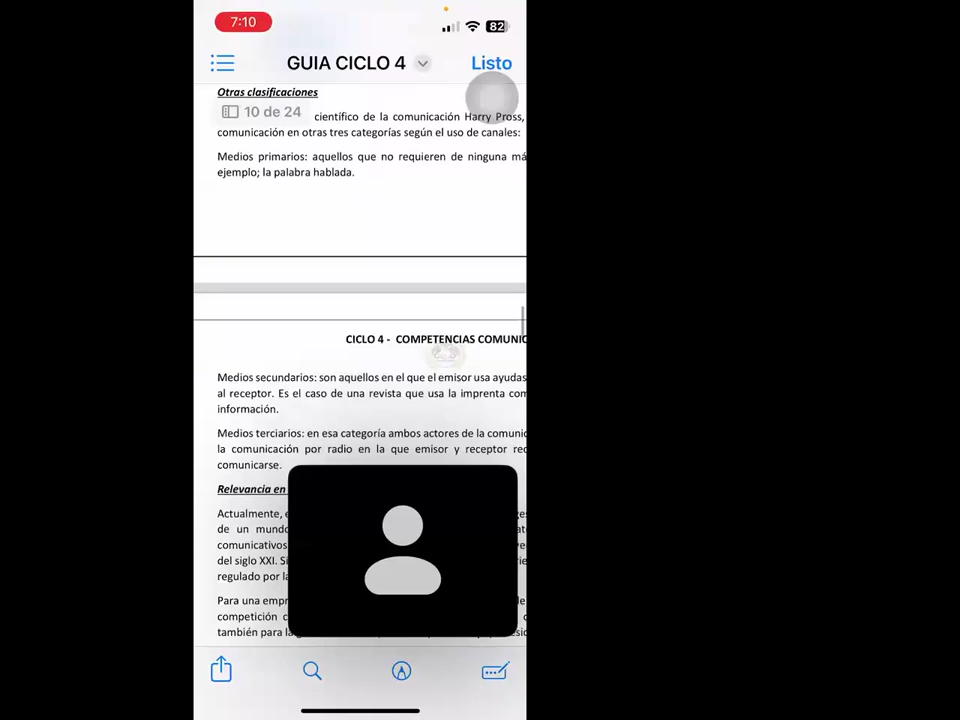 7:10
82
GUIA CICLO 4
Listo
Otras clasificaciones
10 de 24
científico de la comunicación Harry Pross,
comunicación en otras tres categorías según el uso de canales:
Medios primarios: aquellos que no requieren de ninguna má
ejemplo; la palabra hablada.
CICLO 4 - COMPETENCIAS COMUNIC
Medios secundarios: son aquellos en el que el emisor usa ayudas
al receptor. Es el caso de una revista que usa la imprenta com
información.
Medios terciarios: en esa categoría ambos actores de la comunic
la comunicación por radio en la que emisor y receptor rec
comunicarse.
Relevancia en
Actualmente,
de un mundo
comunicativos
del siglo XXI. Si
regulado por la
Para una empr
competición c
también para la